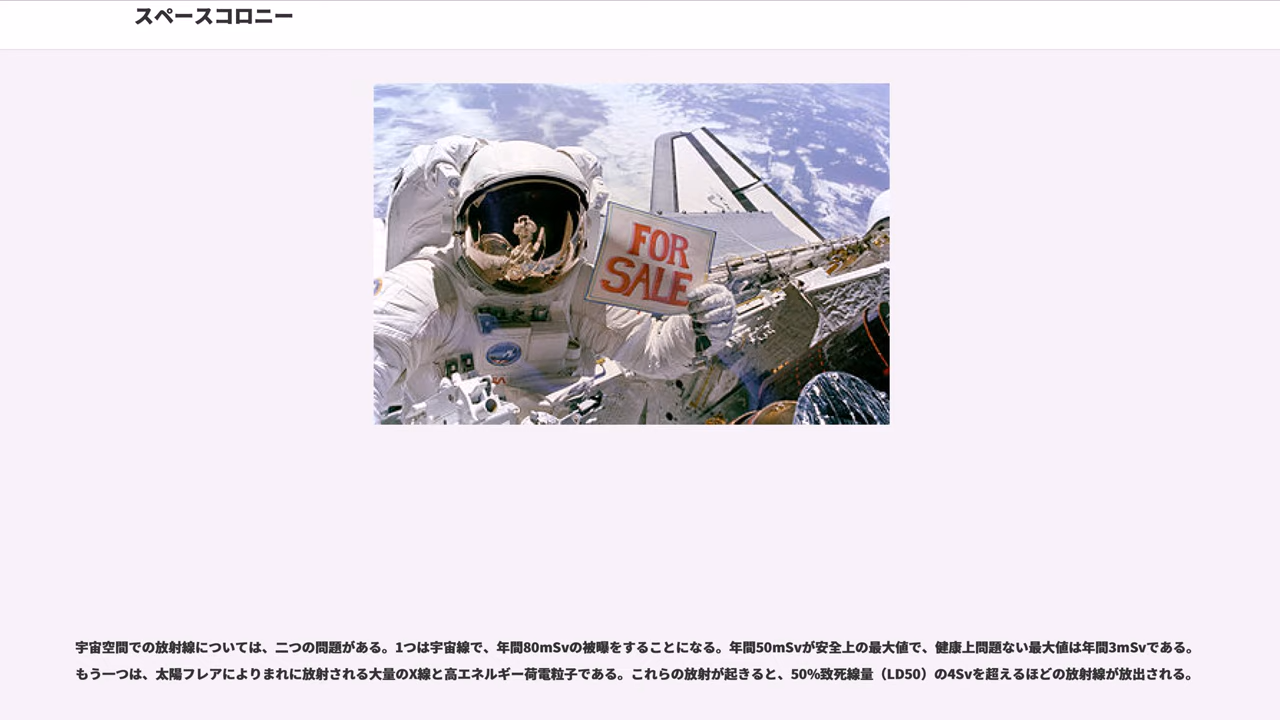 スペースコロニー
FOR
SALE
宇宙空間での放射線については、二つの問題がある。1つは宇宙線で、年間80mSvの被曝をすることになる。年間50mSvが安全上の最大値で、健康上問題ない最大値は年間3mSvである。
もう一つは、太陽フレアによりまれに放射される大量のX線と高エネルギー荷電粒子である。これらの放射が起きると、50%致死線量（LD50）の4Svを超えるほどの放射線が放出される。